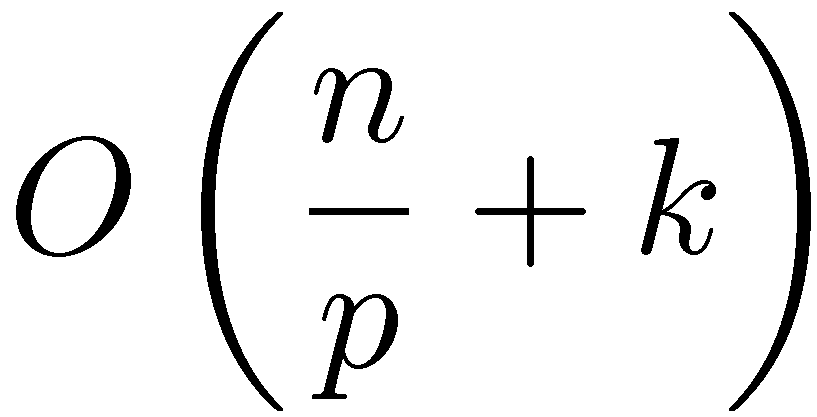 O(n/p + k)